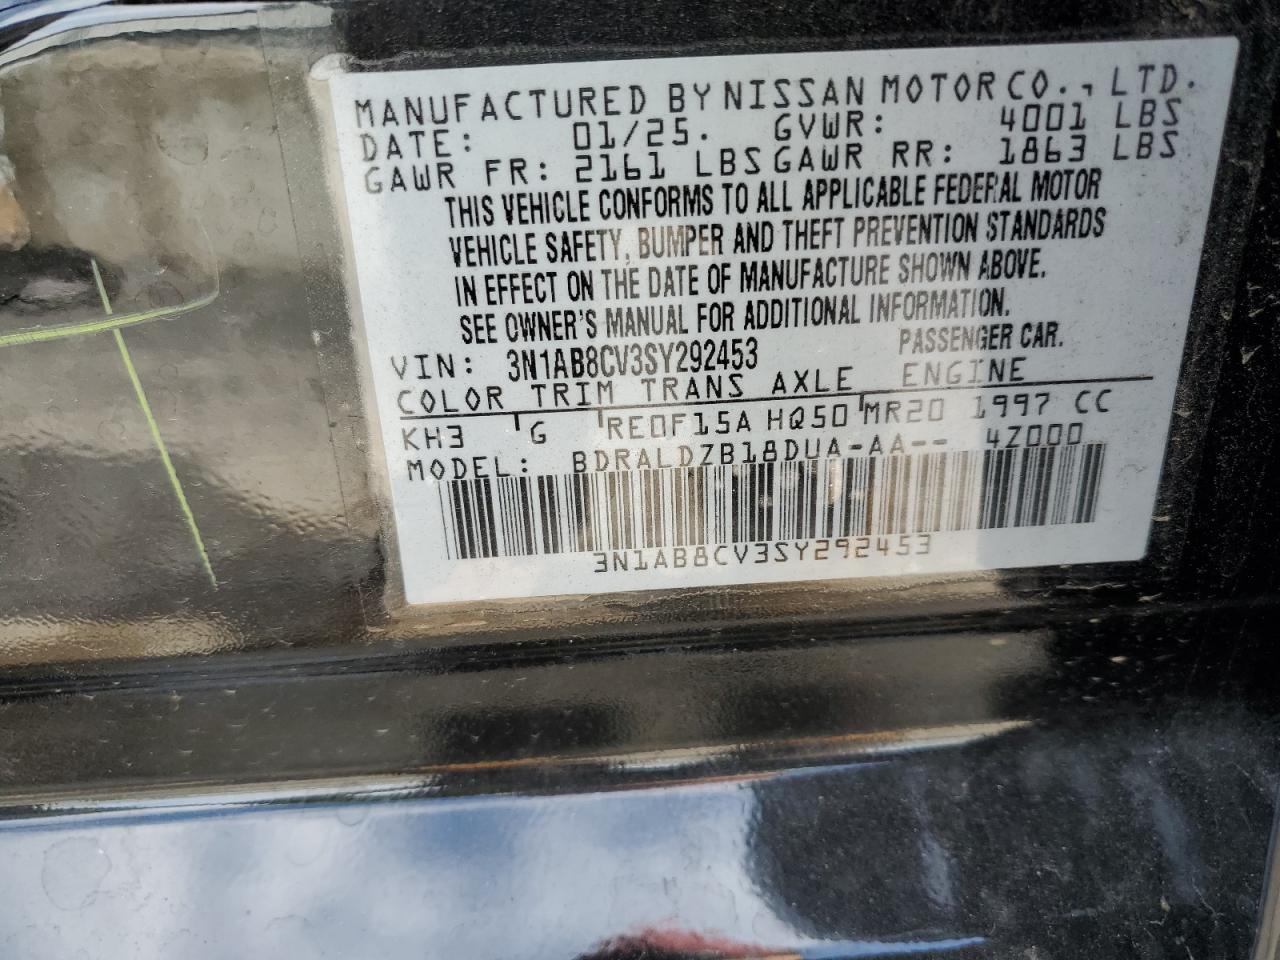 MANUFACTURED BY NISSAN MOTOR CO., LTD.
DATE: 01/25. GVWR: 4001 LBS
GAWR FR: 2161 LBS GAWR RR: 1863 LBS
THIS VEHICLE CONFORMS TO ALL APPLICABLE FEDERAL MOTOR
VEHICLE SAFETY, BUMPER AND THEFT PREVENTION STANDARDS
IN EFFECT ON THE DATE OF MANUFACTURE SHOWN ABOVE.
SEE OWNER'S MANUAL FOR ADDITIONAL INFORMATION.
VIN: 3N1AB8CV3SY292453 PASSENGER CAR.
COLOR TRIM TRANS AXLE ENGINE
KH3 G RE0F15A HQ50 MR20 1997 CC
MODEL: BDRALDZB18DUA-AA-- 4Z000
3N1AB8CV3SY292453